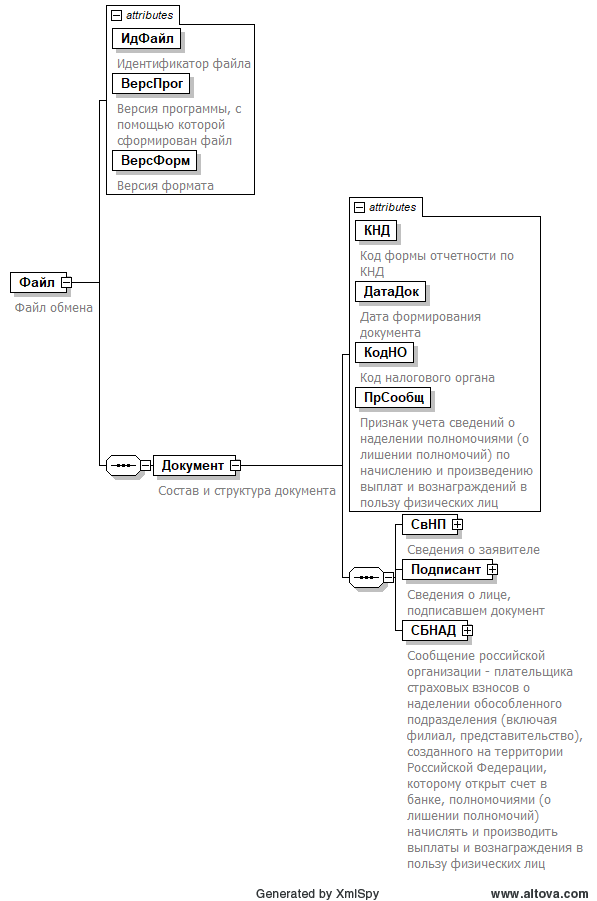 attributes
ИдФайл
Идентификатор файла
ВерсПрог
Версия программы, с
помощью которой
сформирован файл
ВерсФорм
Версия формата
Файл
Файл обмена
Документ
Состав и структура документа
attributes
КНД
Код формы отчетности по
КНД
ДатаДок
Дата формирования
документа
КодНО
Код налогового органа
ПрСообщ
Признак учета сведений о
наделении полномочиями (о
лишении полномочий) по
начислению и произведению
выплат и вознаграждений в
пользу физических лиц
СвНП
Сведения о заявителе
Подписант
Сведения о лице,
подписавшем документ
СБНАД
Сообщение российской
организации - плательщика
страховых взносов о
наделении обособленного
подразделения (включая
филиал, представительство),
созданного на территории
Российской Федерации,
которому открыт счет в
банке, полномочиями (о
лишении полномочий)
начислять и производить
выплаты и вознаграждения в
пользу физических лиц
Generated by XmlSpy
www.altova.com